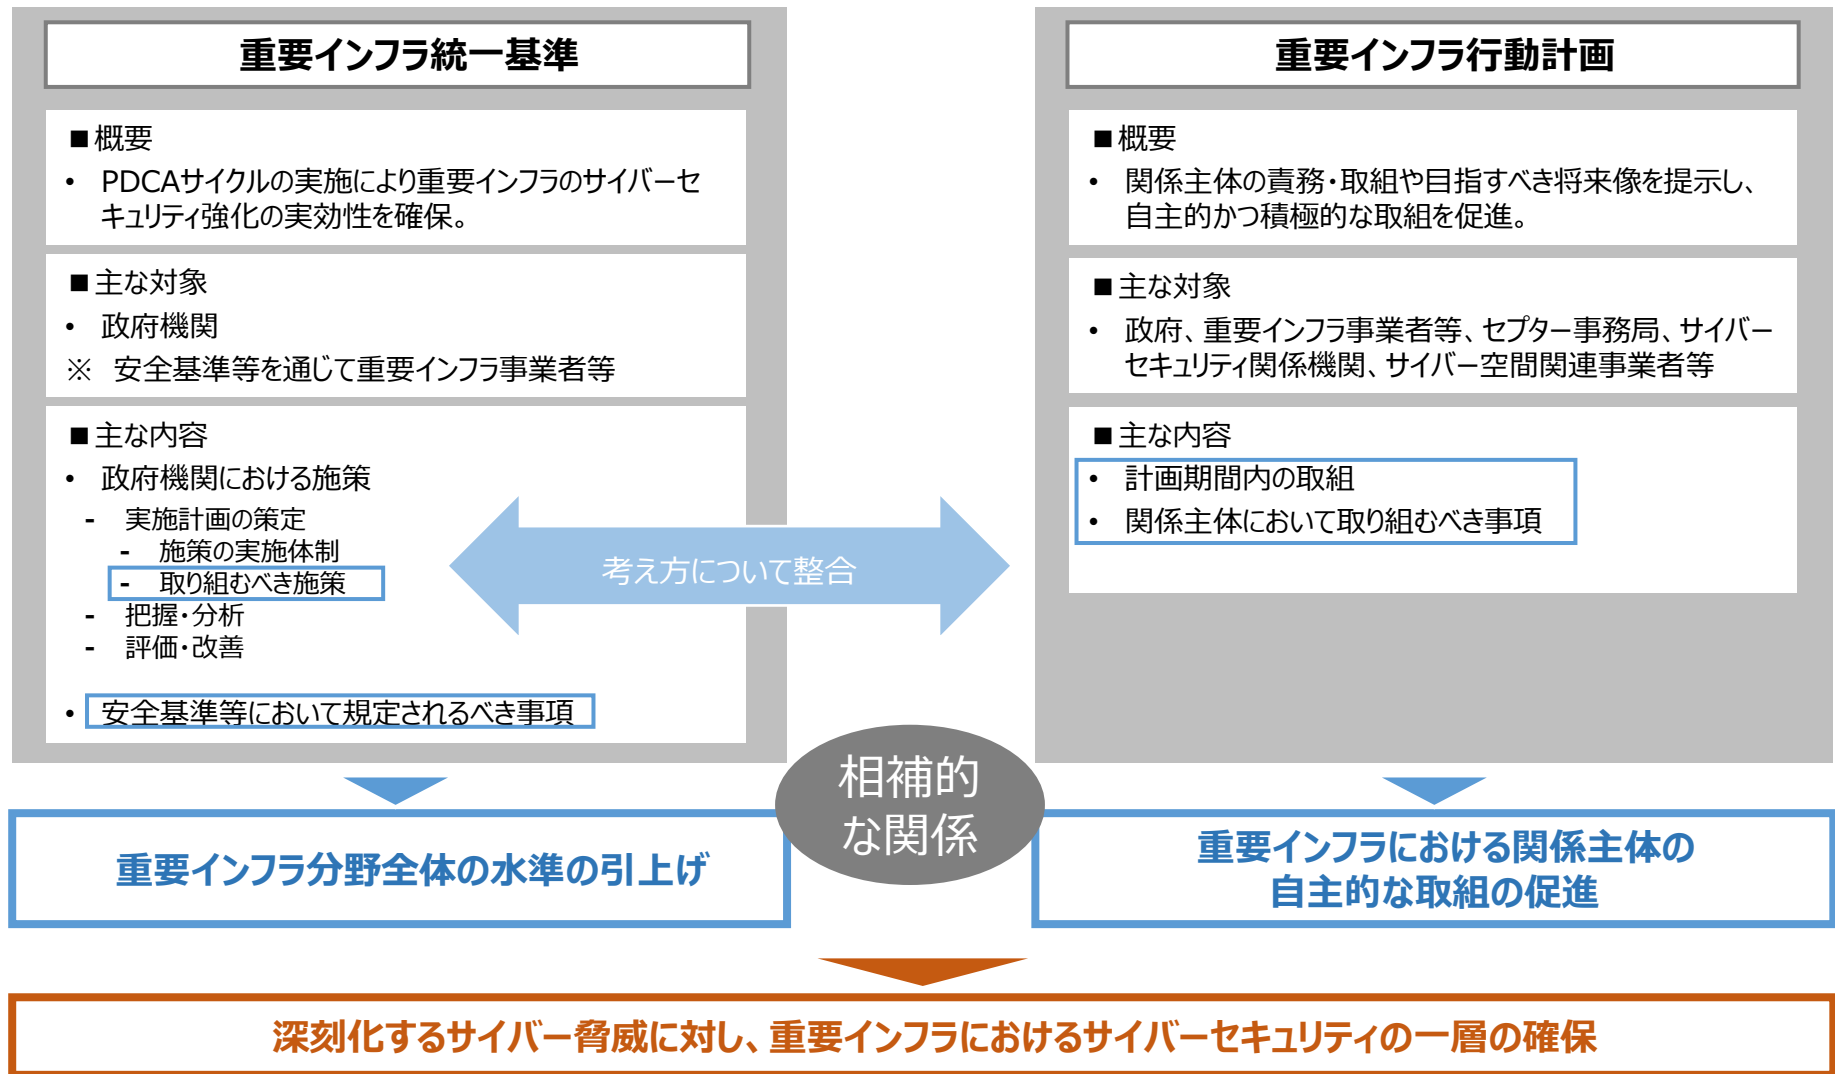 重要インフラ統一基準
■概要
• PDCAサイクルの実施により重要インフラのサイバーセ
キュリティ強化の実効性を確保。
■主な対象
• 政府機関
※ 安全基準等を通じて重要インフラ事業者等
■主な内容
• 政府機関における施策
- 実施計画の策定
- 施策の実施体制
- 取り組むべき施策
- 把握・分析
- 評価・改善
• 安全基準等において規定されるべき事項
考え方について整合
重要インフラ行動計画
■概要
• 関係主体の責務・取組や目指すべき将来像を提示し、
自主的かつ積極的な取組を促進。
■主な対象
• 政府、重要インフラ事業者等、セプター事務局、サイバー
セキュリティ関係機関、サイバー空間関連事業者等
■主な内容
• 計画期間内の取組
• 関係主体において取り組むべき事項
相補的
な関係
重要インフラ分野全体の水準の引上げ
重要インフラにおける関係主体の
自主的な取組の促進
深刻化するサイバー脅威に対し、重要インフラにおけるサイバーセキュリティの一層の確保